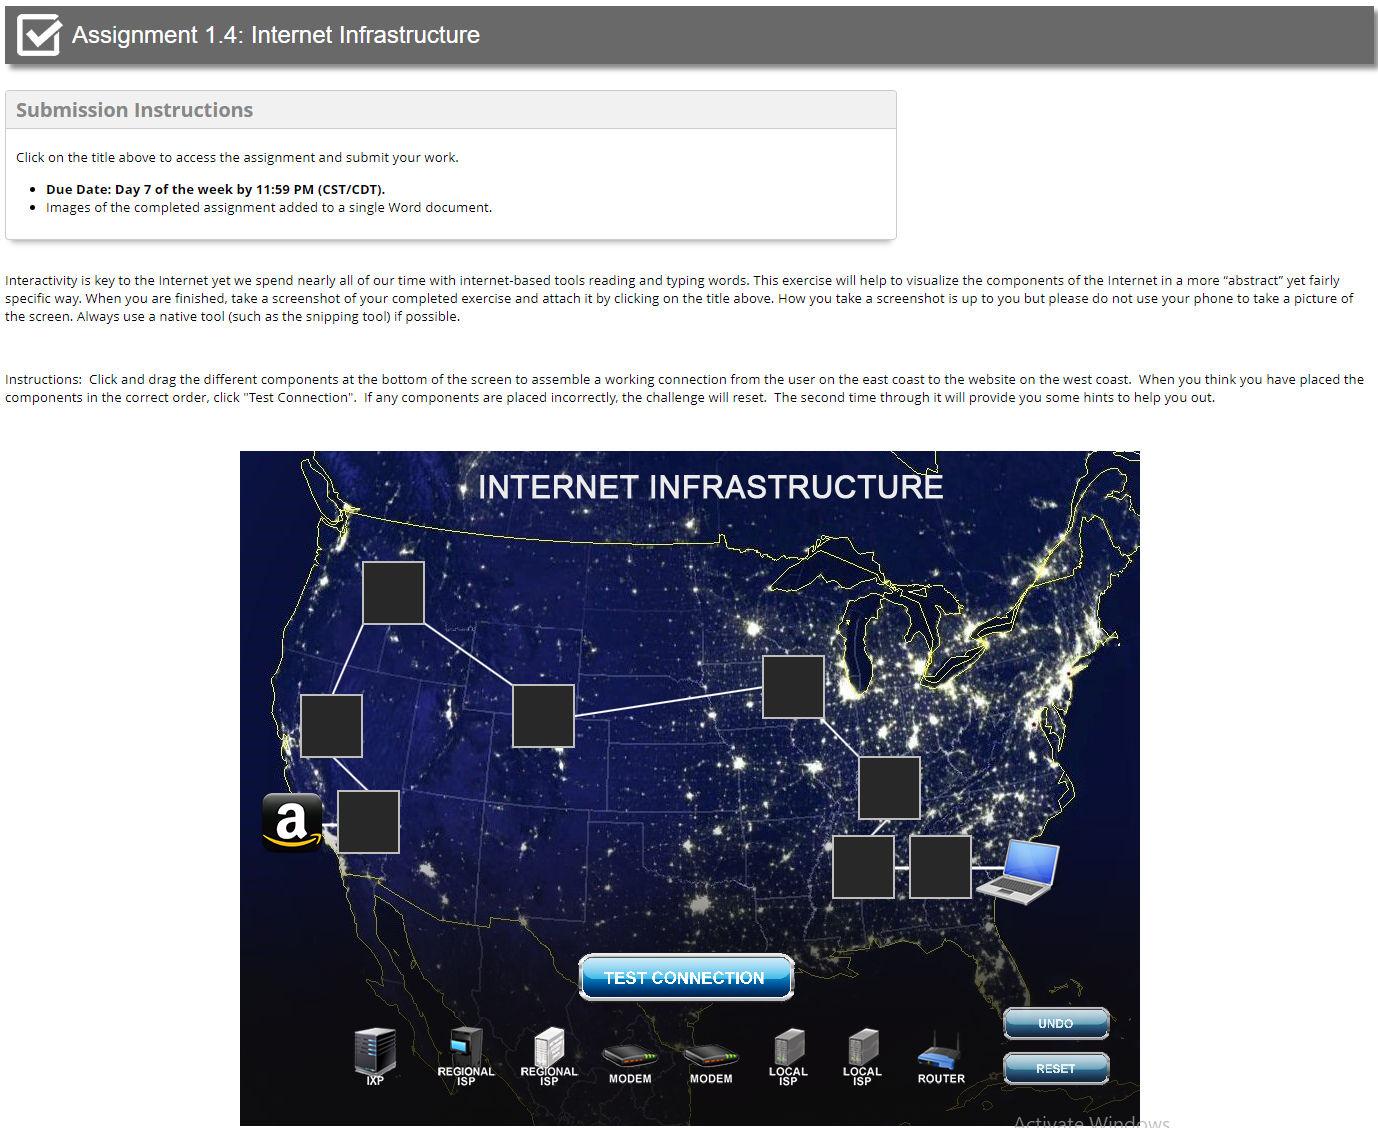 Assignment 1.4: Internet Infrastructure
Submission Instructions
Click on the title above to access the assignment and submit your work.
Due Date: Day 7 of the week by 11:59 PM (CST/CDT).
Images of the completed assignment added to a single Word document.
Interactivity is key to the Internet yet we spend nearly all of our time with internet-based tools reading and typing words. This exercise will help to visualize the components of the Internet in a more “abstract” yet fairly
specific way. When you are finished, take a screenshot of your completed exercise and attach it by clicking on the title above. How you take a screenshot is up to you but please do not use your phone to take a picture of
the screen. Always use a native tool (such as the snipping tool) if possible.
Instructions:  Click and drag the different components at the bottom of the screen to assemble a working connection from the user on the east coast to the website on the west coast.  When you think you have placed the
components in the correct order, click "Test Connection".  If any components are placed incorrectly, the challenge will reset.  The second time through it will provide you some hints to help you out.
INTERNET INFRASTRUCTURE
a
TEST CONNECTION
UNDO
RESET
IXP
REGIONAL
ISP
REGIONAL
ISP
MODEM
MODEM
LOCAL
ISP
LOCAL
ISP
ROUTER
Activate Windows